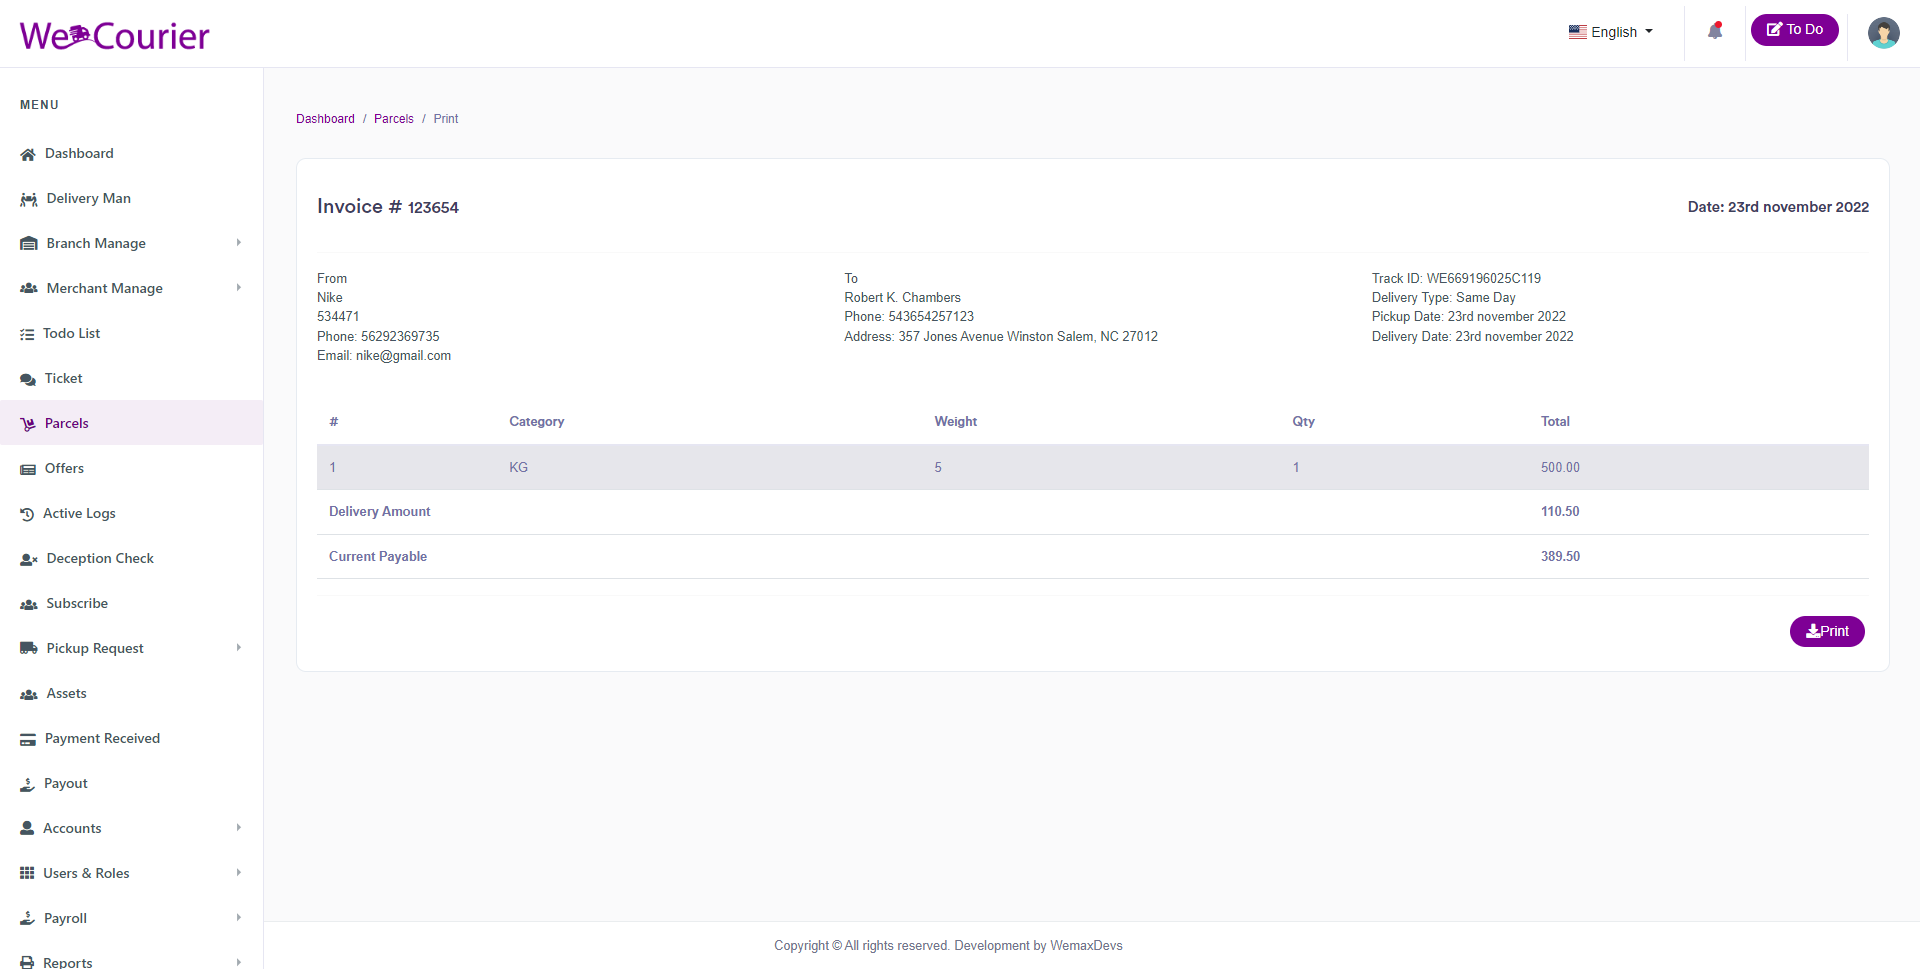 We Courier
English
To Do
MENU
Dashboard
Delivery Man
Branch Manage
Merchant Manage
Todo List
Ticket
Parcels
Offers
Active Logs
Deception Check
Subscribe
Pickup Request
Assets
Payment Received
Payout
Accounts
Users & Roles
Payroll
Reports
Dashboard / Parcels / Print
Invoice # 123654
Date: 23rd november 2022
From
Nike
534471
Phone: 56292369735
Email: nike@gmail.com
To
Robert K. Chambers
Phone: 543654257123
Address: 357 Jones Avenue Winston Salem, NC 27012
Track ID: WE669196025C119
Delivery Type: Same Day
Pickup Date: 23rd november 2022
Delivery Date: 23rd november 2022
# Category Weight Qty Total
1 KG 5 1 500.00
Delivery Amount 110.50
Current Payable 389.50
Print
Copyright © All rights reserved. Development by WemaxDevs